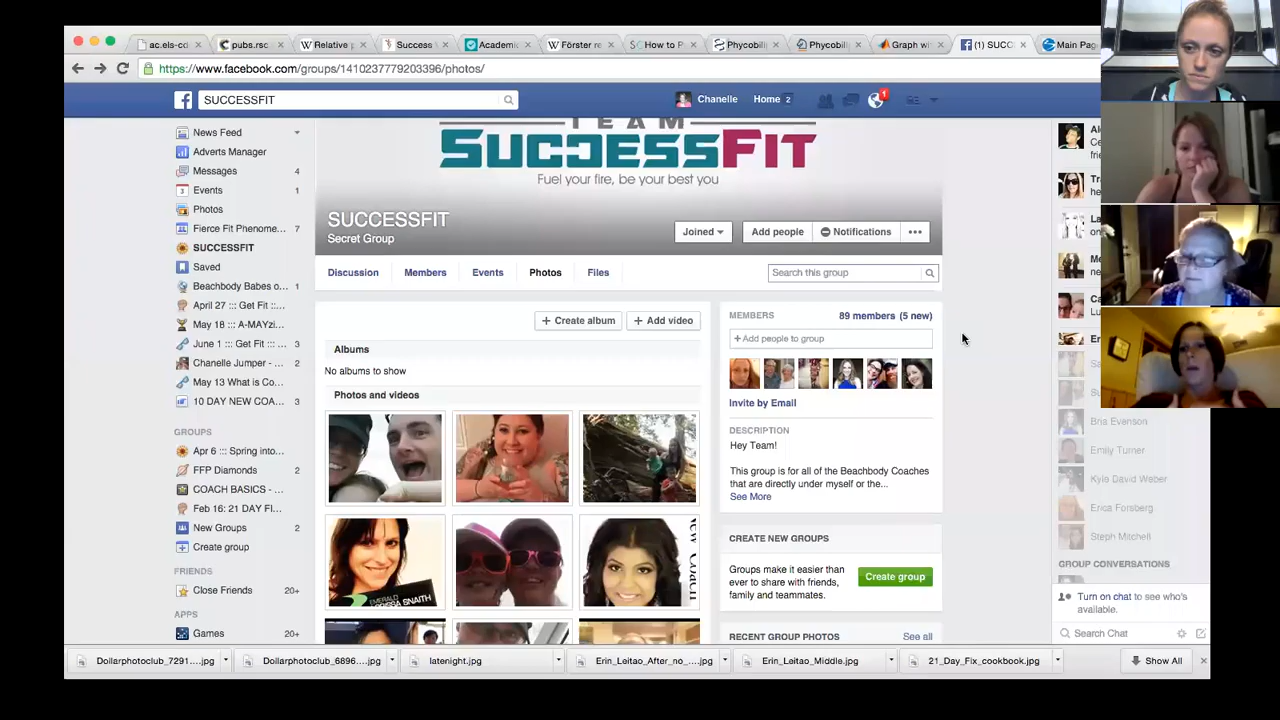 ac.els-cd
pubs.rsc
Relative
Success
Academic
Förster re
How to P
Phycobil
Phycobil
Graph wi
(1) SUCC
Main Pag
https://www.facebook.com/groups/1410237779203396/photos/
SUCCESSFIT
Chanelle
Home 2
1
News Feed
Adverts Manager
Messages 4
Events 1
Photos
Fierce Fit Phenome... 7
SUCCESSFIT
Saved
Beachbody Babes o... 1
April 27 ::: Get Fit ::...
May 18 ::: A-MAYzi...
June 1 ::: Get Fit ::: 3
Chanelle Jumper - ...
May 13 What is Co...
10 DAY NEW COA... 3
GROUPS
Apr 6 ::: Spring into...
FFP Diamonds 2
COACH BASICS - ...
Feb 16: 21 DAY FI...
New Groups 2
Create group
FRIENDS
Close Friends 20+
APPS
Games 20+
TEAM
SUCCESSFIT
Fuel your fire, be your best you
SUCCESSFIT
Secret Group
Joined
Add people
Notifications
Discussion
Members
Events
Photos
Files
Search this group
+ Create album
+ Add video
Albums
No albums to show
Photos and videos
EMERALD
NEW COACH
MEMBERS
89 members (5 new)
+ Add people to group
Invite by Email
DESCRIPTION
Hey Team!
This group is for all of the Beachbody Coaches
that are directly under myself or the...
See More
CREATE NEW GROUPS
Groups make it easier than
ever to share with friends,
family and teammates.
Create group
RECENT GROUP PHOTOS
See all
Bria Evenson
Emily Turner
Kyle David Weber
Erica Forsberg
Steph Mitchell
GROUP CONVERSATIONS
Turn on chat to see who's
available.
Search Chat
Dollarphotoclub_7291....jpg
Dollarphotoclub_6896....jpg
latenight.jpg
Erin_Leitao_After_no_....jpg
Erin_Leitao_Middle.jpg
21_Day_Fix_cookbook.jpg
Show All